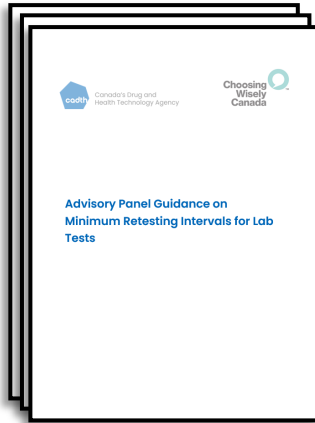 cadth
Canada's Drug and
Health Technology Agency
Choosing
Wisely
Canada
Advisory Panel Guidance on
Minimum Retesting Intervals for Lab
Tests